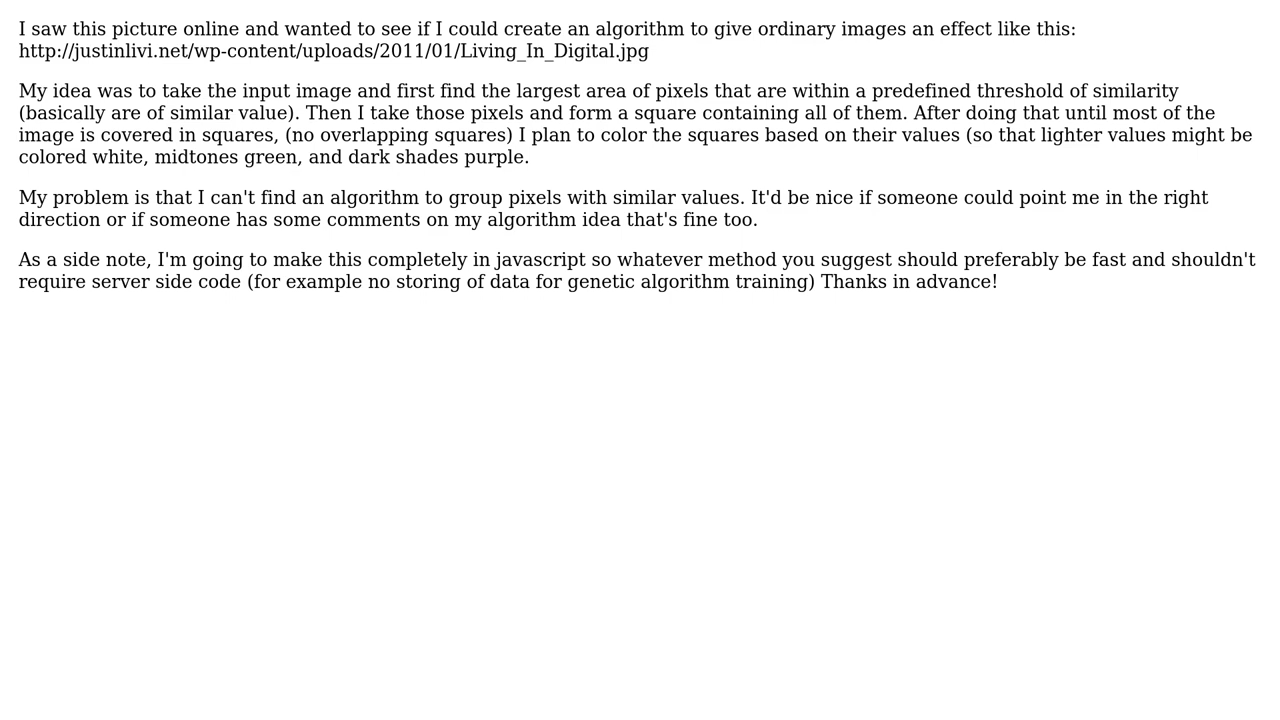 I saw this picture online and wanted to see if I could create an algorithm to give ordinary images an effect like this:
http://justinlivi.net/wp-content/uploads/2011/01/Living_In_Digital.jpg
My idea was to take the input image and first find the largest area of pixels that are within a predefined threshold of similarity
(basically are of similar value). Then I take those pixels and form a square containing all of them. After doing that until most of the
image is covered in squares, (no overlapping squares) I plan to color the squares based on their values (so that lighter values might be
colored white, midtones green, and dark shades purple.
My problem is that I can't find an algorithm to group pixels with similar values. It'd be nice if someone could point me in the right
direction or if someone has some comments on my algorithm idea that's fine too.
As a side note, I'm going to make this completely in javascript so whatever method you suggest should preferably be fast and shouldn't
require server side code (for example no storing of data for genetic algorithm training) Thanks in advance!